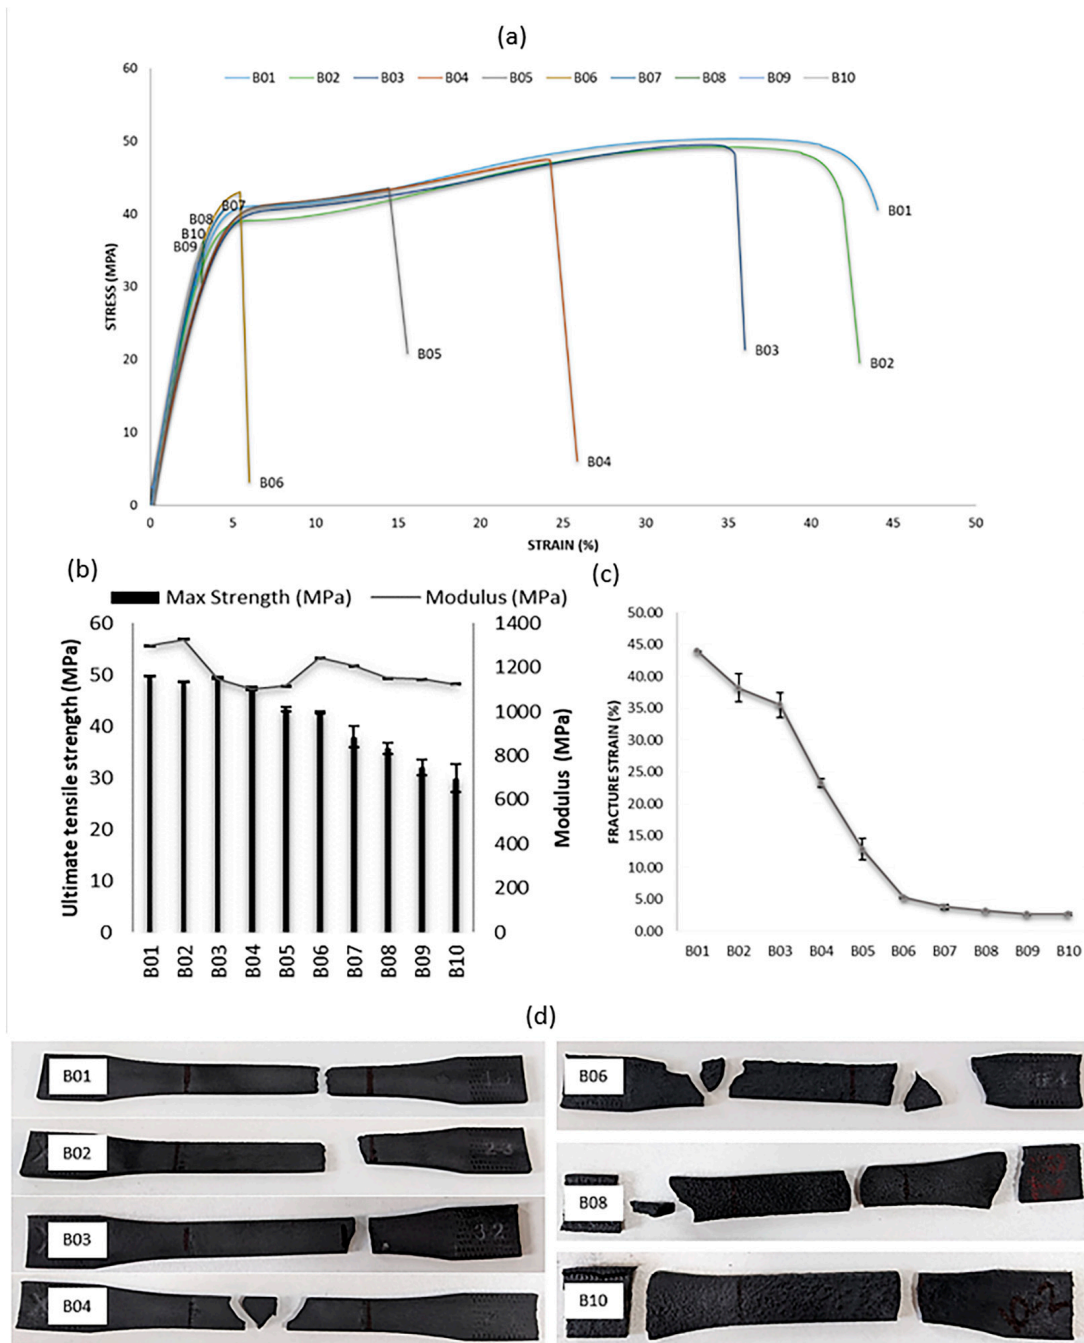 (a)
60
B01 B02 B03 B04 B05 B06 B07 B08 B09 B10
50
40
30
20
10
0
STRESS (MPA)
B08 B07
B10
B09
B01
B05
B03
B02
B04
B06
0 5 10 15 20 25 30 35 40 45 50
STRAIN (%)
(b)
Max Strength (MPa) Modulus (MPa)
60
50
40
30
20
10
0
Ultimate tensile strength (MPa)
1400
1200
1000
800
600
400
200
0
Modulus (MPa)
B01 B02 B03 B04 B05 B06 B07 B08 B09 B10
(c)
50.00
45.00
40.00
35.00
30.00
25.00
20.00
15.00
10.00
5.00
0.00
FRACTURE STRAIN (%)
B01 B02 B03 B04 B05 B06 B07 B08 B09 B10
(d)
B01
B02
2-3
B03
3-2
B04
B06
B08
B10
10-2